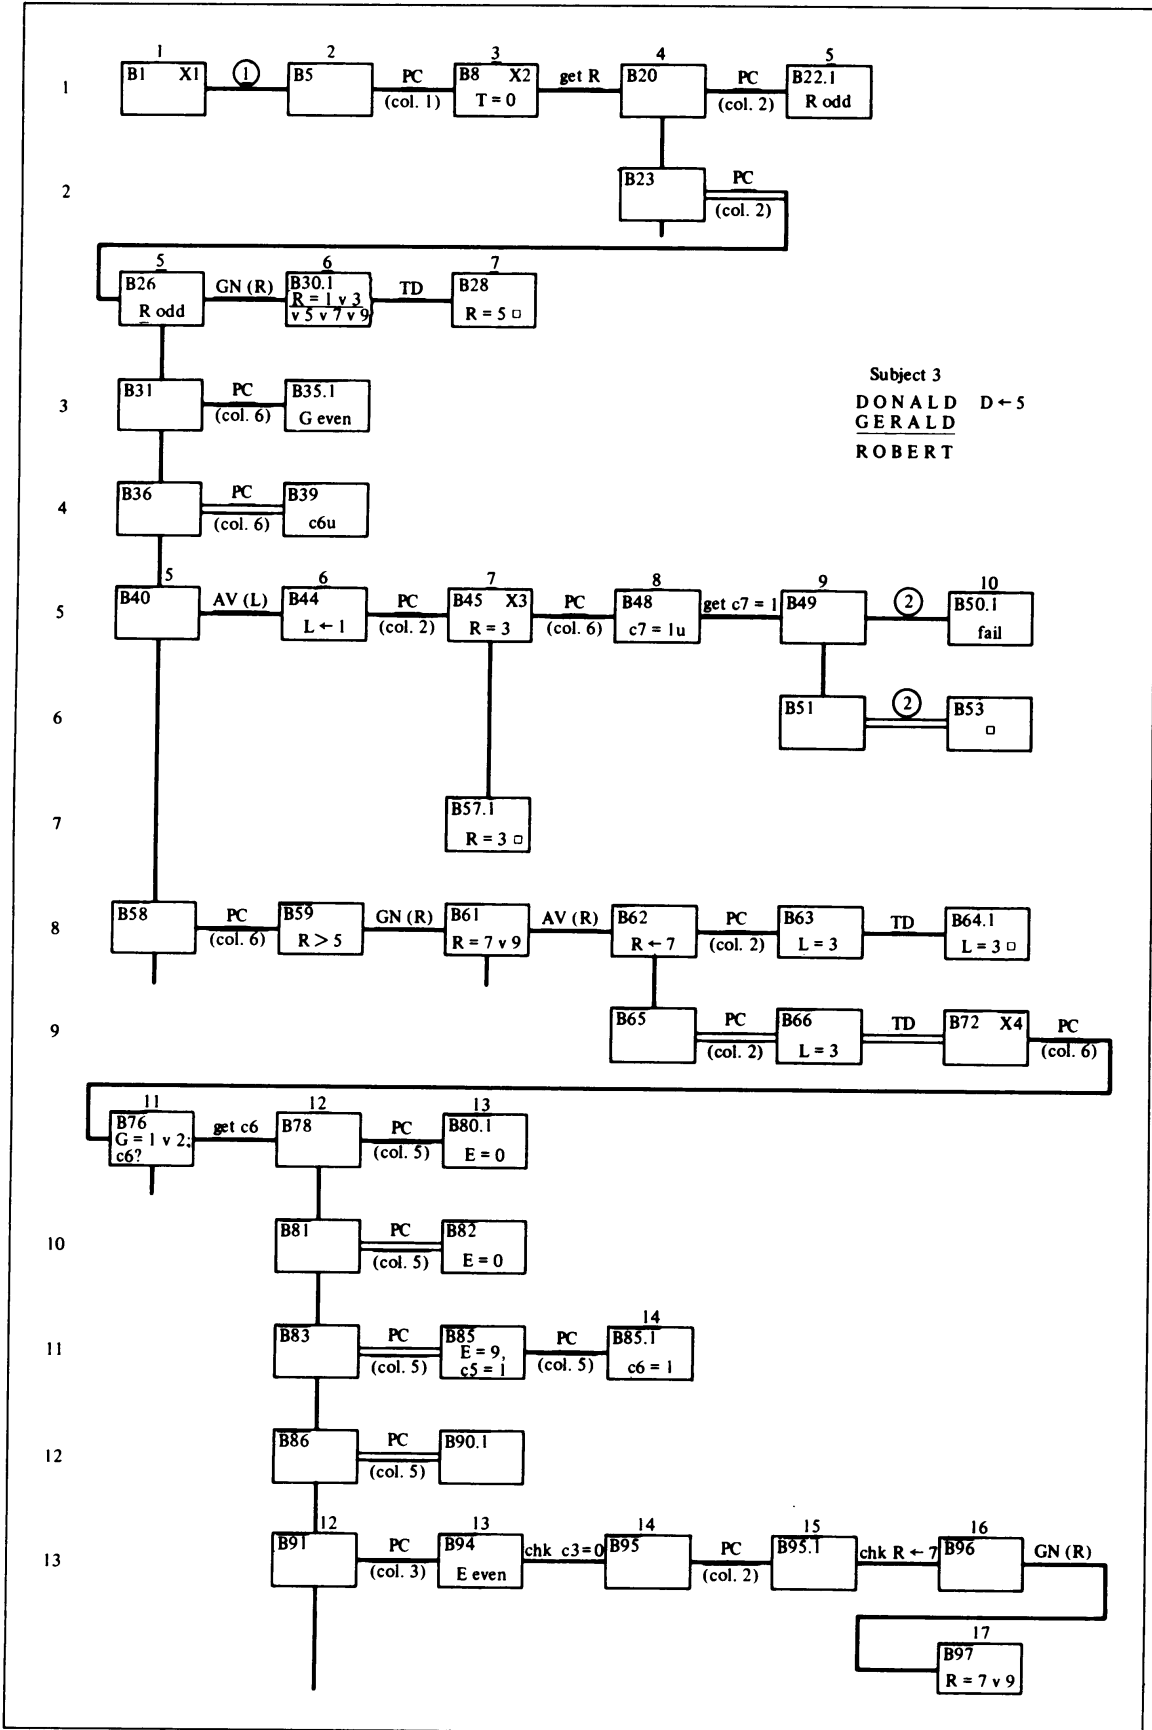 1 2 3 4 5
1 B1 X1 1 B5 PC (col. 1) B8 X2 T = 0 get R B20 PC (col. 2) B22.1 R odd
2 B23 PC (col. 2)
5 6 7
B26 R odd GN (R) B30.1 R = 1 v 3 v 5 v 7 v 9 TD B28 R = 5 □
Subject 3
3 B31 PC (col. 6) B35.1 G even
DONALD D ← 5
GERALD
ROBERT
4 B36 PC (col. 6) B39 c6u
5 6 7 8 9 10
5 B40 AV (L) B44 L ← 1 PC (col. 2) B45 X3 R = 3 PC (col. 6) B48 c7 = 1u get c7 = 1 B49 2 B50.1 fail
6 B51 2 B53 □
7 B57.1 R = 3 □
8 B58 PC (col. 6) B59 R > 5 GN (R) B61 R = 7 v 9 AV (R) B62 R ← 7 PC (col. 2) B63 L = 3 TD B64.1 L = 3 □
9 B65 PC (col. 2) B66 L = 3 TD B72 X4 PC (col. 6)
11 12 13
B76 G = 1 v 2; c6? get c6 B78 PC (col. 5) B80.1 E = 0
10 B81 PC (col. 5) B82 E = 0
14
11 B83 PC (col. 5) B85 E = 9, c5 = 1 PC (col. 5) B85.1 c6 = 1
12 B86 PC (col. 5) B90.1
12 13 14 15 16
13 B91 PC (col. 3) B94 E even chk c3=0 B95 PC (col. 2) B95.1 chk R ← 7 B96 GN (R)
17
B97 R = 7 v 9